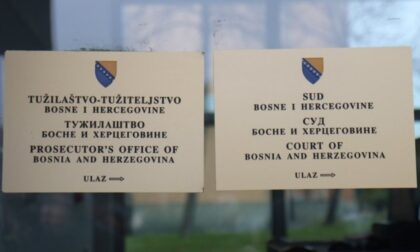 TUŽILAŠTVO-TUŽITELJSTVO
BOSNE I HERCEGOVINE
ТУЖИЛАШТВО
БОСНЕ И ХЕРЦЕГОВИНЕ
PROSECUTOR'S OFFICE OF
BOSNIA AND HERZEGOVINA
ULAZ ⇒
SUD
BOSNE I HERCEGOVINE
СУД
БОСНЕ И ХЕРЦЕГОВИНЕ
COURT OF
BOSNIA AND HERZEGOVINA
ULAZ ⇒